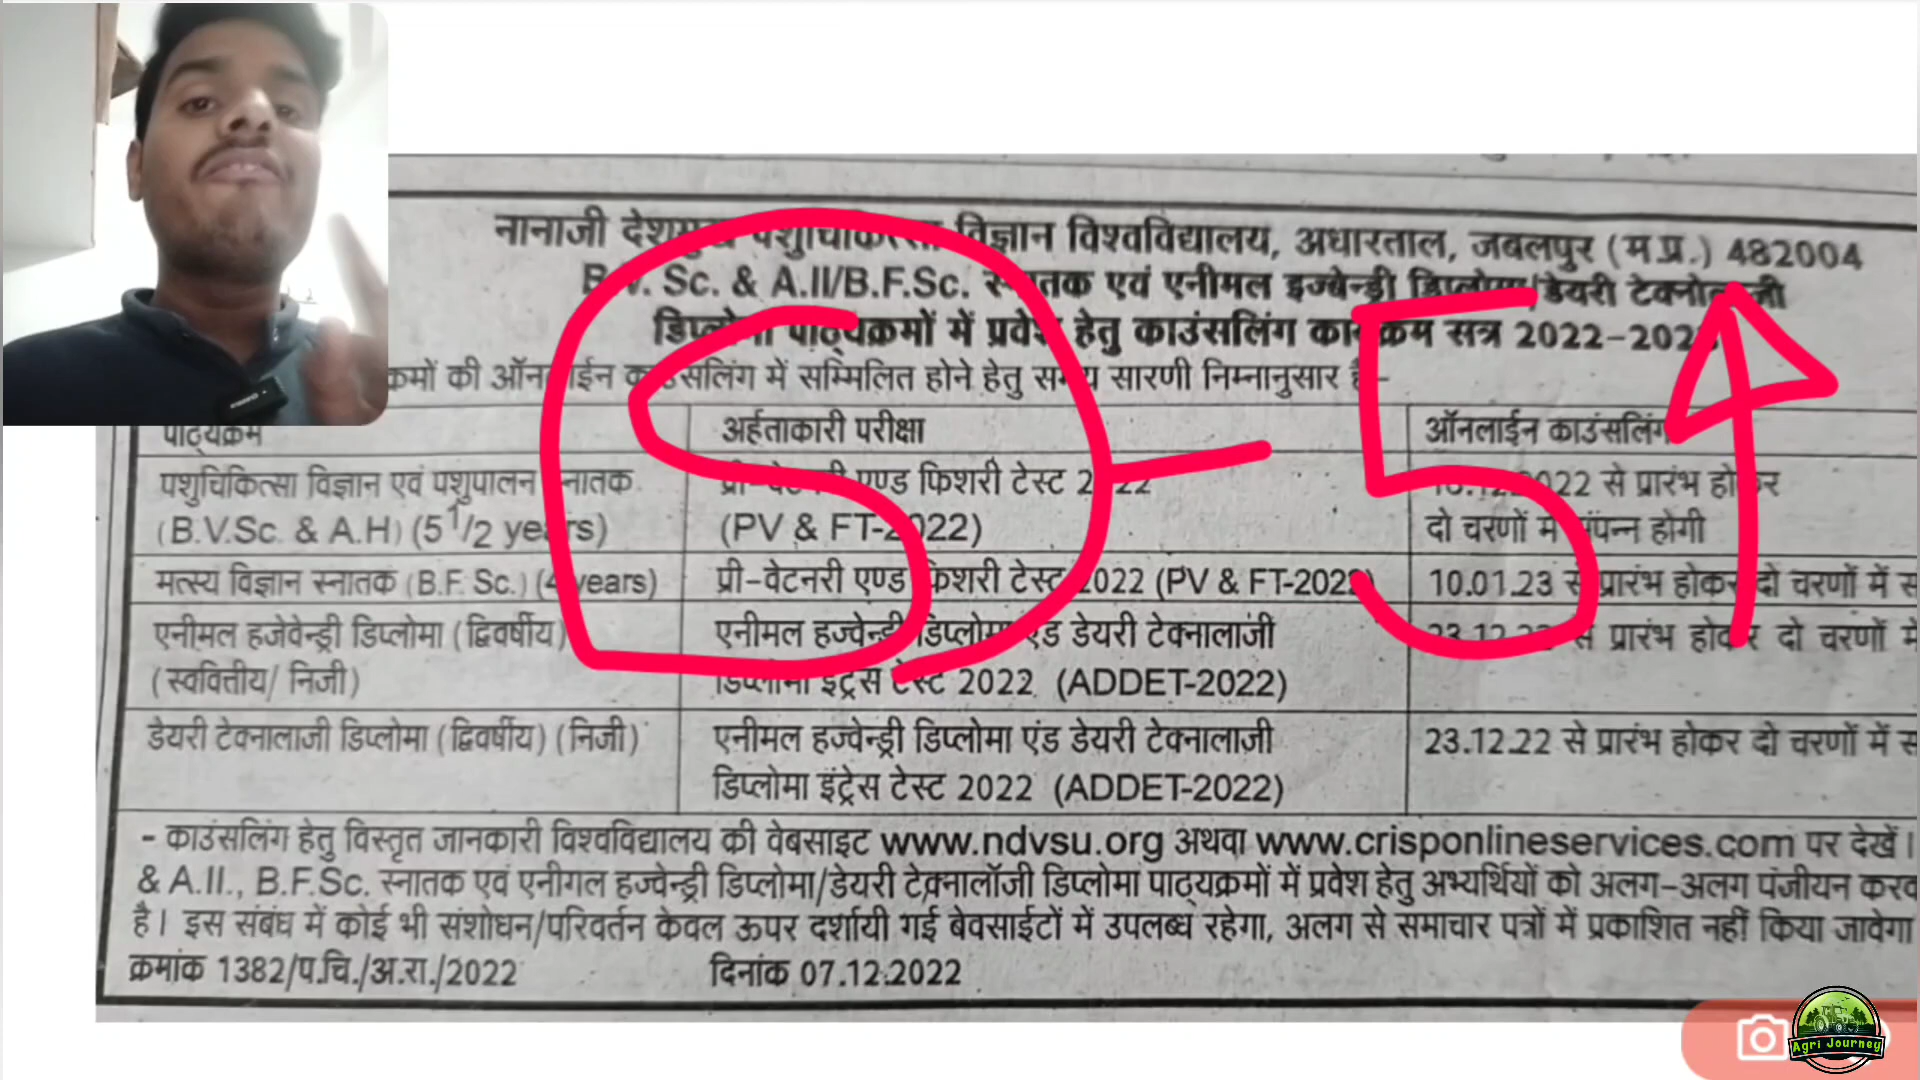 नानाजी देशमुख पशुचिकित्सा विज्ञान विश्वविद्यालय, अधारताल, जबलपुर (म.प्र.) 482004
B.V. Sc. & A.II/B.F.Sc. स्नातक एवं एनीमल हज्वेन्ड्री डिप्लोमा/डेयरी टेक्नोलॉजी
डिप्लोमा पाठ्यक्रमों में प्रवेश हेतु काउंसलिंग कार्यक्रम सत्र 2022-202
क्रमों की ऑनलाईन काउंसलिंग में सम्मिलित होने हेतु समय सारणी निम्नानुसार है:-
पाठ्यक्रम अर्हताकारी परीक्षा ऑनलाईन काउंसलिंग
पशुचिकित्सा विज्ञान एवं पशुपालन स्नातक प्री-वेटनरी एण्ड फिशरी टेस्ट 2022 2022 से प्रारंभ होकर
(B.V.Sc. & A.H) (5 1/2 years) (PV & FT-2022) दो चरणों में संपन्न होगी
मत्स्य विज्ञान स्नातक (B.F.Sc.) (4 years) प्री-वेटनरी एण्ड फिशरी टेस्ट 2022 (PV & FT-2022) 10.01.23 से प्रारंभ होकर दो चरणों में स
एनीमल हजेवेन्ड्री डिप्लोमा (द्विवर्षीय) एनीमल हज्वेन्ड्री डिप्लोमा एंड डेयरी टेक्नालाजी 23.12.22 से प्रारंभ होकर दो चरणों में
(स्ववित्तीय/ निजी) डिप्लोमा इंट्रेस टेस्ट 2022 (ADDET-2022)
डेयरी टेक्नालाजी डिप्लोमा (द्विवर्षीय) (निजी) एनीमल हज्वेन्ड्री डिप्लोमा एंड डेयरी टेक्नालाजी 23.12.22 से प्रारंभ होकर दो चरणों में स
डिप्लोमा इंट्रेस टेस्ट 2022 (ADDET-2022)
- काउंसलिंग हेतु विस्तृत जानकारी विश्वविद्यालय की वेबसाइट www.ndvsu.org अथवा www.crisponlineservices.com पर देखें।
& A.II., B.F.Sc. स्नातक एवं एनीमल हज्वेन्ड्री डिप्लोमा/डेयरी टेक्नालॉजी डिप्लोमा पाठ्यक्रमों में प्रवेश हेतु अभ्यर्थियों को अलग-अलग पंजीयन करव
है। इस संबंध में कोई भी संशोधन/परिवर्तन केवल ऊपर दर्शायी गई बेवसाईटों में उपलब्ध रहेगा, अलग से समाचार पत्रों में प्रकाशित नहीं किया जावेगा
क्रमांक 1382/प.चि./अ.रा./2022 दिनांक 07.12.2022
5
Agri Journey